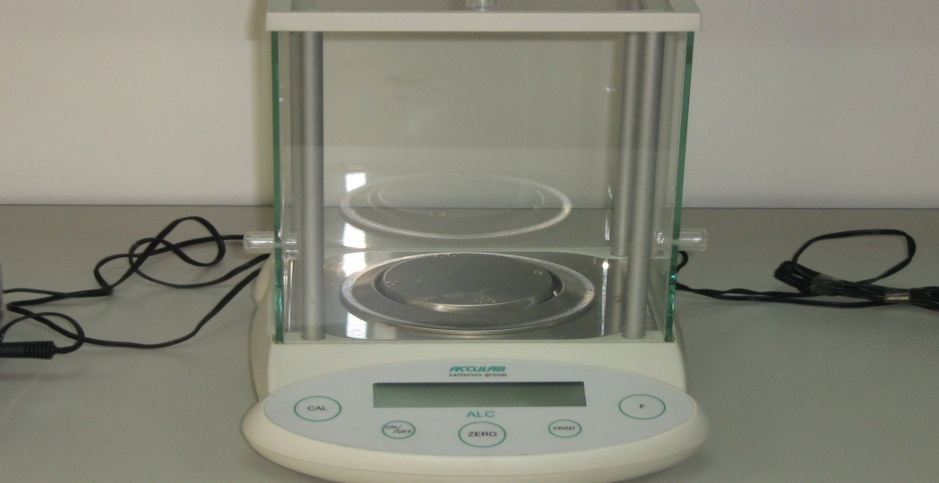 ACCULAB
sartorius group
CAL
ON/
/OFF
ALC
ZERO
PRINT
F